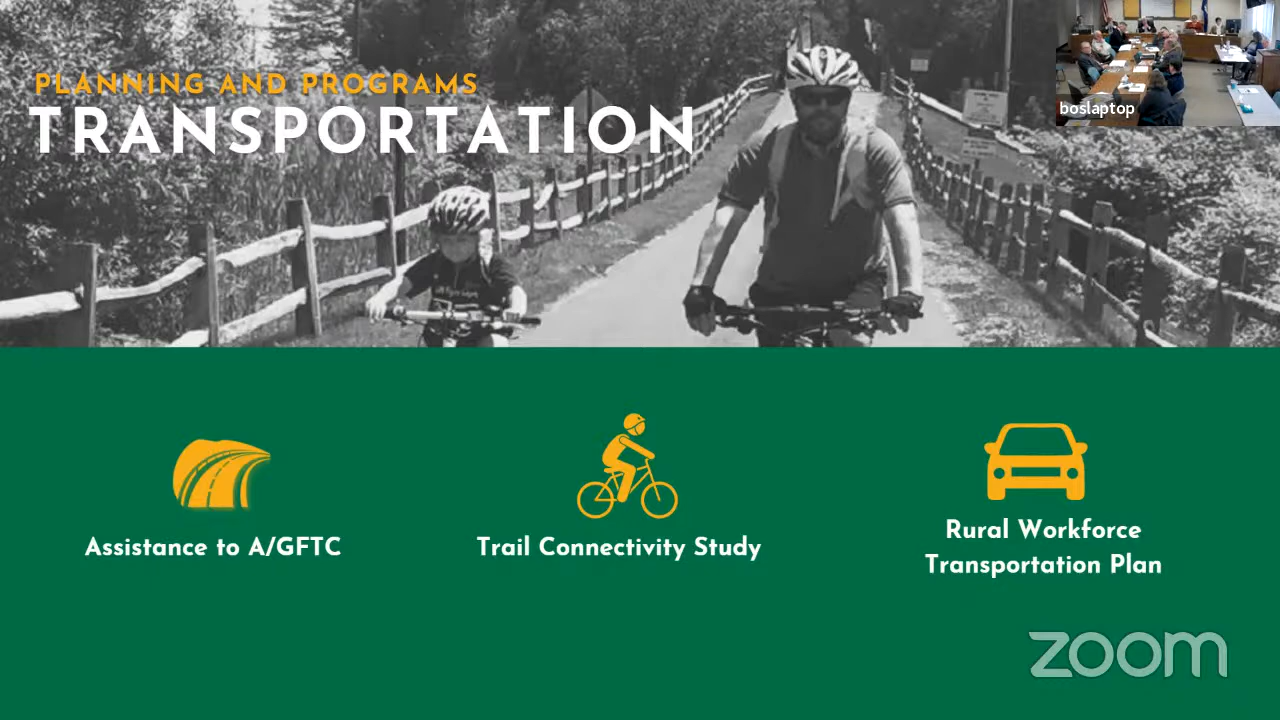 PLANNING AND PROGRAMS
TRANSPORTATION
boslaptop
Assistance to A/GFTC
Trail Connectivity Study
Rural Workforce
Transportation Plan
zoom